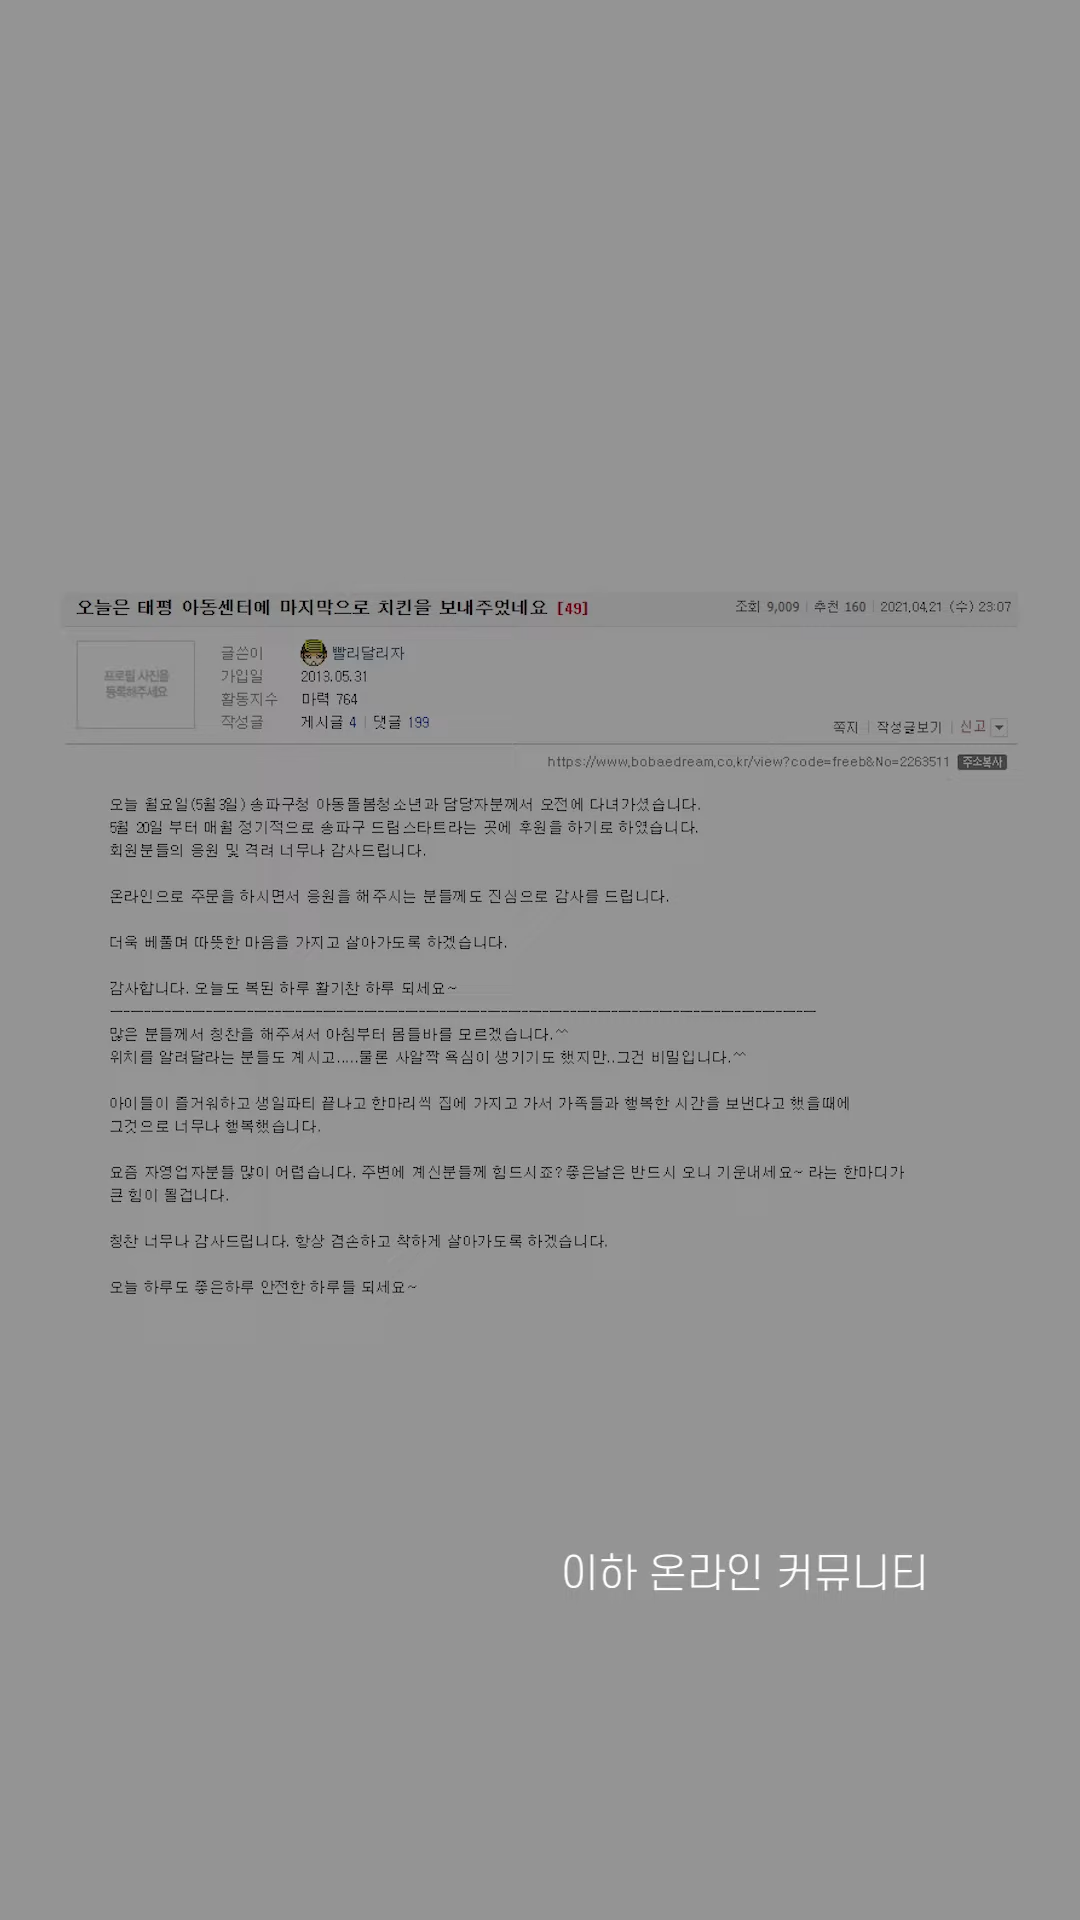 오늘은 태평 아동센터에 마지막으로 치킨을 보내주었네요 [49]
조회 9,009 | 추천 160 | 2021.04.21 (수) 23:07
프로필 사진을
등록해주세요
글쓴이 빨리달리자
가입일 2013.05.31
활동지수 마력 764
작성글 게시글 4 | 댓글 199
쪽지 | 작성글보기 | 신고
https://www.bobaedream.co.kr/view?code=freeb&No=2263511 주소복사
오늘 월요일(5월3일) 송파구청 아동돌봄청소년과 담당자분께서 오전에 다녀가셨습니다.
5월 20일 부터 매월 정기적으로 송파구 드림스타트라는 곳에 후원을 하기로 하였습니다.
회원분들의 응원 및 격려 너무나 감사드립니다.
온라인으로 주문을 하시면서 응원을 해주시는 분들께도 진심으로 감사를 드립니다.
더욱 베풀며 따뜻한 마음을 가지고 살아가도록 하겠습니다.
감사합니다. 오늘도 복된 하루 활기찬 하루 되세요~
많은 분들께서 칭찬을 해주셔서 아침부터 몸들바를 모르겠습니다.^^
위치를 알려달라는 분들도 계시고.....물론 사알짝 욕심이 생기기도 했지만..그건 비밀입니다.^^
아이들이 즐거워하고 생일파티 끝나고 한마리씩 집에 가지고 가서 가족들과 행복한 시간을 보낸다고 했을때에
그것으로 너무나 행복했습니다.
요즘 자영업자분들 많이 어렵습니다. 주변에 계신분들께 힘드시죠? 좋은날은 반드시 오니 기운내세요~ 라는 한마디가
큰 힘이 될겁니다.
칭찬 너무나 감사드립니다. 항상 겸손하고 착하게 살아가도록 하겠습니다.
오늘 하루도 좋은하루 안전한 하루들 되세요~
이하 온라인 커뮤니티